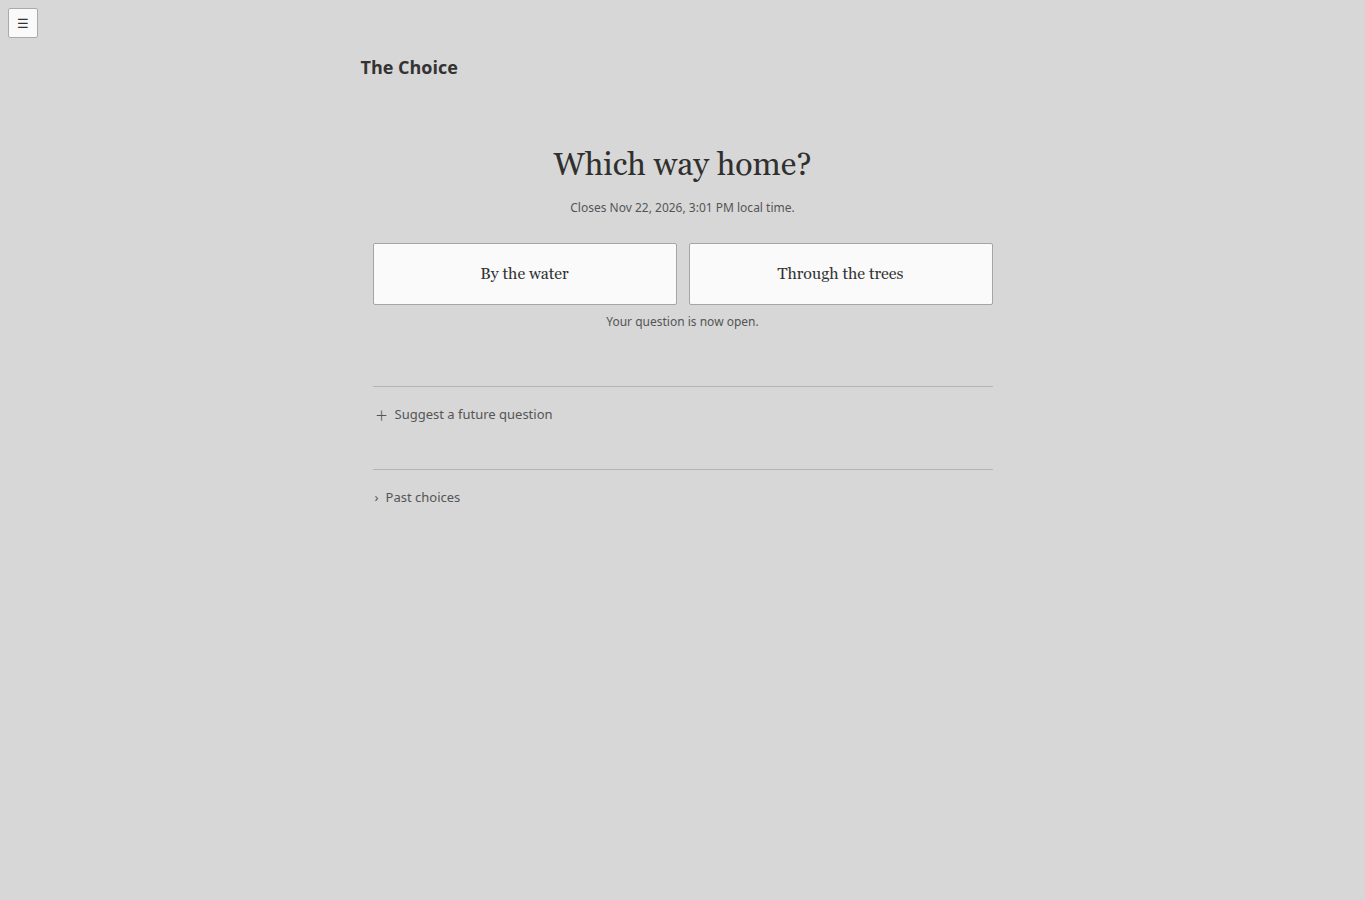 ☰
The Choice
Which way home?
Closes Nov 22, 2026, 3:01 PM local time.
By the water
Through the trees
Your question is now open.
+ Suggest a future question
› Past choices